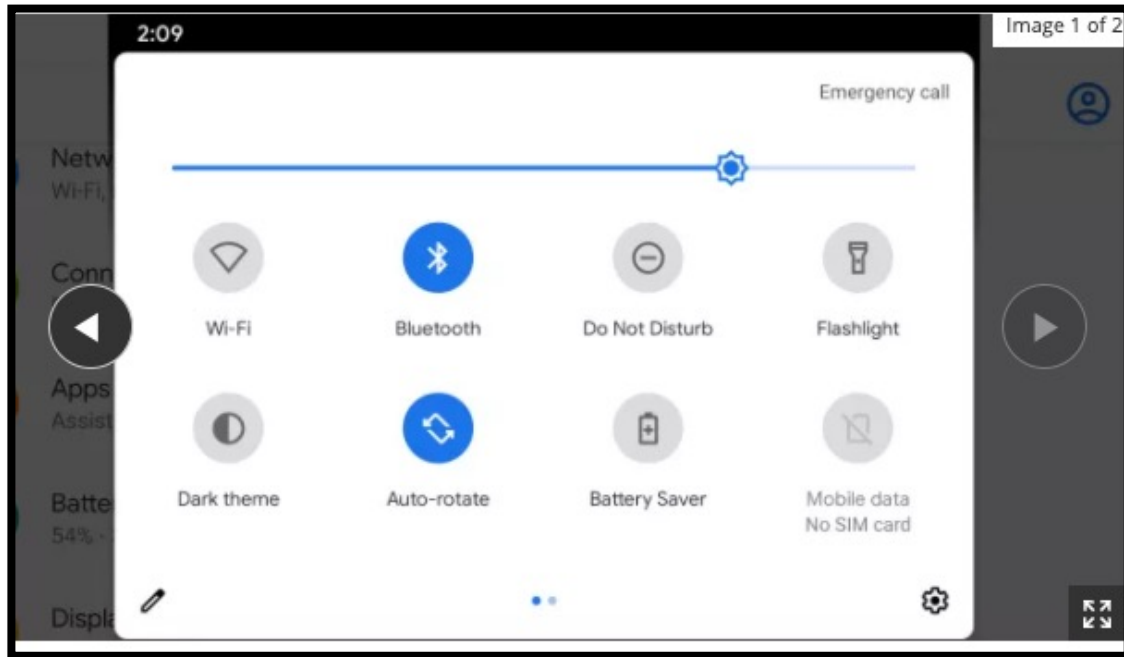 2:09
Image 1 of 2
Emergency call
Netw
Wi-Fi,
Conn
Wi-Fi
Bluetooth
Do Not Disturb
Flashlight
Apps
Assist
Dark theme
Auto-rotate
Battery Saver
Mobile data
No SIM card
Batte
54% ·
Displa